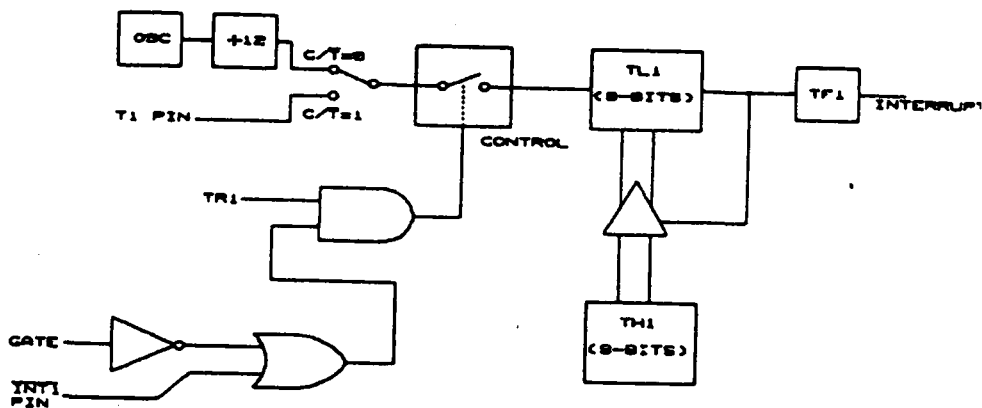 OSC
÷12
C/T=0
T1 PIN
C/T=1
CONTROL
TL1
(8-BITS)
TF1
INTERRUPT
TR1
TH1
(8-BITS)
GATE
INT1
PIN